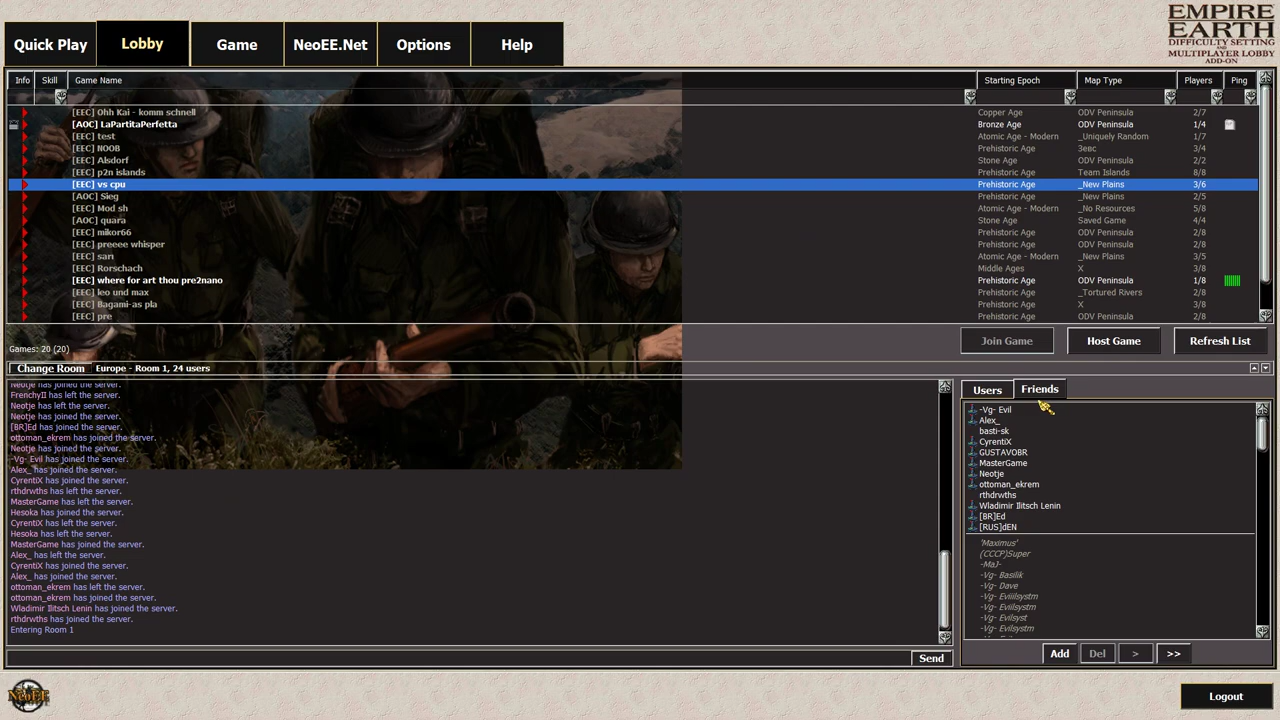 EMPIRE
EARTH
DIFFICULTY SETTING
AND
MULTIPLAYER LOBBY
ADD-ON
Quick Play Lobby Game NeoEE.Net Options Help
Info Skill Game Name Starting Epoch Map Type Players Ping
[EEC] Ohh Kai - komm schnell Copper Age ODV Peninsula 2/7
[AOC] LaPartitaPerfetta Bronze Age ODV Peninsula 1/4
[EEC] test Atomic Age - Modern _Uniquely Random 1/7
[EEC] NOOB Prehistoric Age Зевс 3/4
[EEC] Alsdorf Stone Age ODV Peninsula 2/2
[EEC] p2n islands Prehistoric Age Team Islands 8/8
[EEC] vs cpu Prehistoric Age _New Plains 3/6
[AOC] Sieg Prehistoric Age _New Plains 2/5
[EEC] Mod sh Atomic Age - Modern _No Resources 5/8
[AOC] quara Stone Age Saved Game 4/4
[EEC] mikor66 Prehistoric Age ODV Peninsula 2/8
[EEC] preeee whisper Prehistoric Age ODV Peninsula 2/8
[EEC] sarı Atomic Age - Modern _New Plains 3/5
[EEC] Rorschach Middle Ages X 3/8
[EEC] where for art thou pre2nano Prehistoric Age ODV Peninsula 1/8
[EEC] leo und max Prehistoric Age _Tortured Rivers 2/8
[EEC] Bagami-as pla Prehistoric Age X 3/8
[EEC] pre Prehistoric Age ODV Peninsula 2/8
Games: 20 (20)
Join Game Host Game Refresh List
Change Room Europe - Room 1, 24 users
Users Friends
Neotje has joined the server.
FrenchyII has left the server.
Neotje has left the server.
Neotje has joined the server.
[BR]Ed has joined the server.
ottoman_ekrem has joined the server.
Neotje has joined the server.
-Vg- Evil has joined the server.
Alex_ has joined the server.
CyrentiX has joined the server.
rthdrwths has left the server.
MasterGame has left the server.
Hesoka has joined the server.
CyrentiX has left the server.
Hesoka has left the server.
MasterGame has joined the server.
Alex_ has left the server.
CyrentiX has joined the server.
Alex_ has joined the server.
ottoman_ekrem has left the server.
ottoman_ekrem has joined the server.
Wladimir Ilitsch Lenin has joined the server.
rthdrwths has joined the server.
Entering Room 1
-Vg- Evil
Alex_
basti-sk
CyrentiX
GUSTAVOBR
MasterGame
Neotje
ottoman_ekrem
rthdrwths
Wladimir Ilitsch Lenin
[BR]Ed
[RUS]dEN
'Maximus'
(CCCP)Super
-MaJ-
-Vg- Basilik
-Vg- Dave
-Vg- Eviiilsystm
-Vg- Eviilsystm
-Vg- Evilsyst
-Vg- Evilsystm
Send
Add Del > >>
NeoEE
Logout